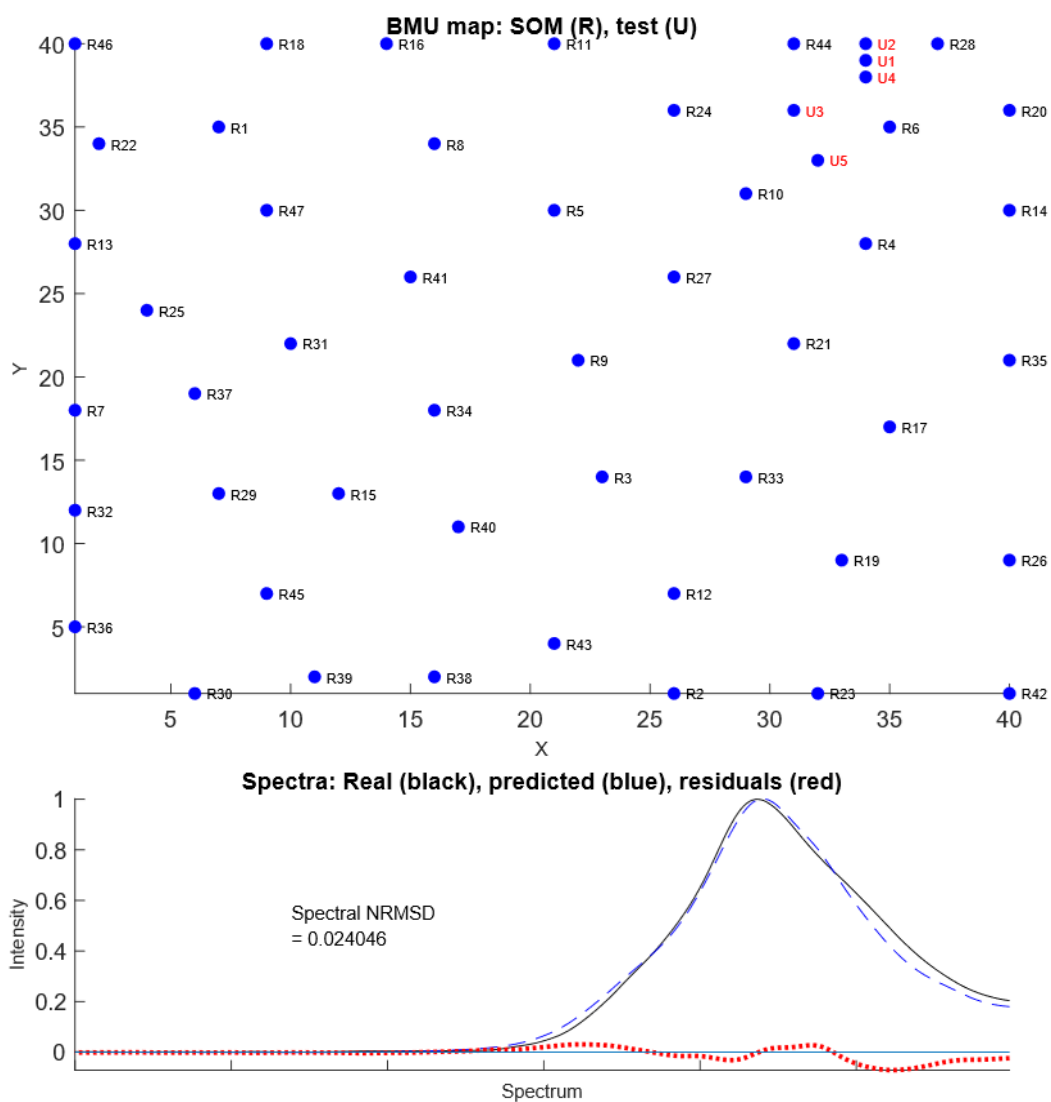 BMU map: SOM (R), test (U)
40 R46 R18 R16 R11 R44 U2 R28
U1
U4
R24 U3 R20
35 R1 R6
R22 R8
U5
R10
30 R47 R5 R14
R13 R4
R41 R27
25
R25
R31 R21
Y R9 R35
20
R37
R7 R34
R17
15
R3 R33
R29 R15
R32
R40
10
R19 R26
R45 R12
5 R36
R43
R39 R38
R30 R2 R23 R42
5 10 15 20 25 30 35 40
X
Spectra: Real (black), predicted (blue), residuals (red)
1
0.8
0.6
Spectral NRMSD
= 0.024046
Intensity
0.4
0.2
0
Spectrum